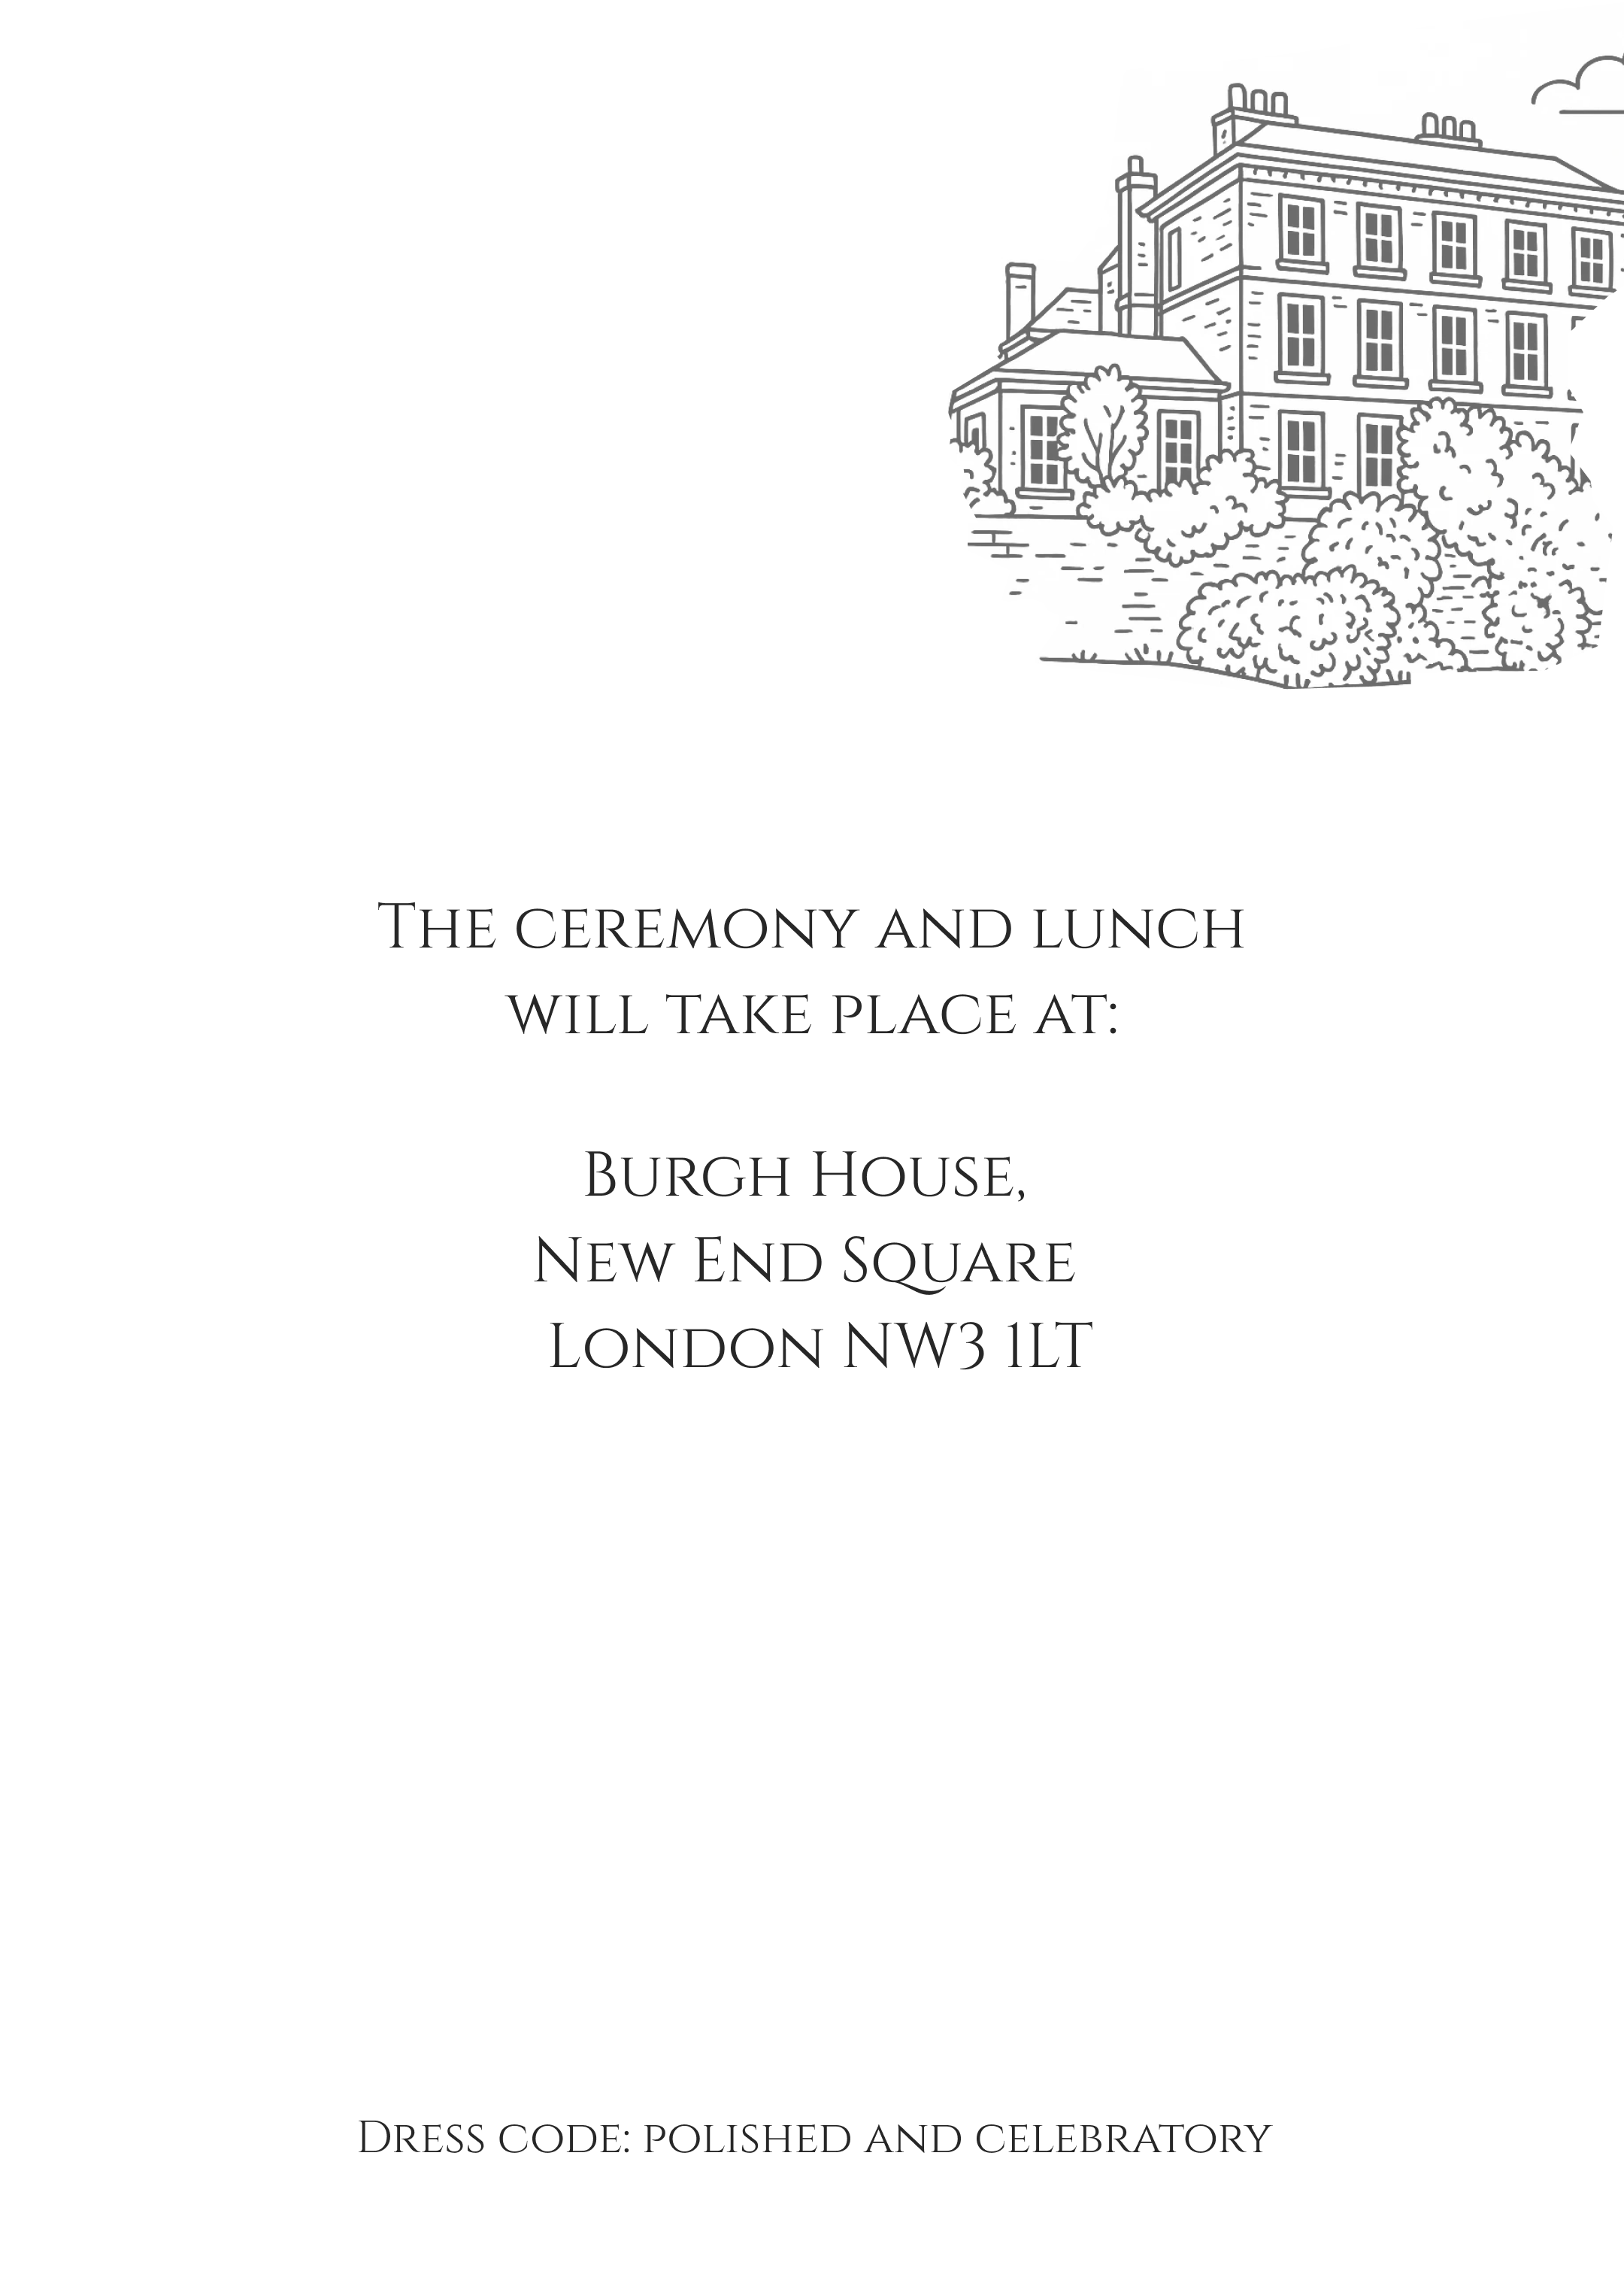 The ceremony and lunch
will take place at:
Burgh House,
New End Square
London NW3 1LT
Dress code: polished and celebratory